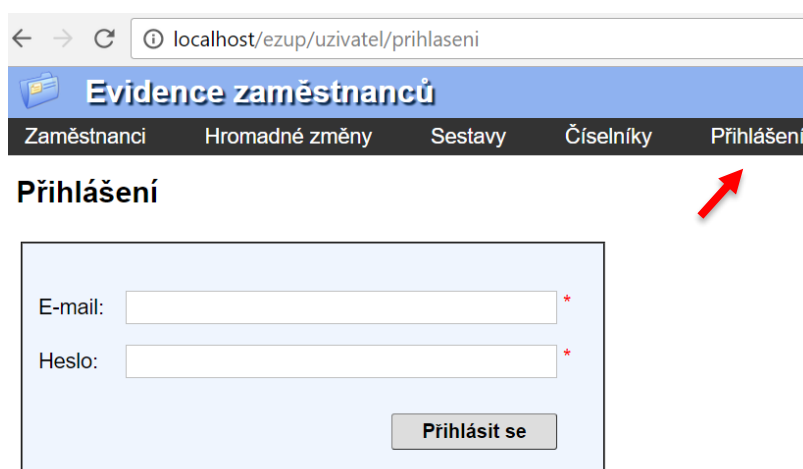 localhost/ezup/uzivatel/prihlaseni
Evidence zaměstnanců
Zaměstnanci Hromadné změny Sestavy Číselníky Přihlášení
Přihlášení
E-mail: *
Heslo: *
Přihlásit se